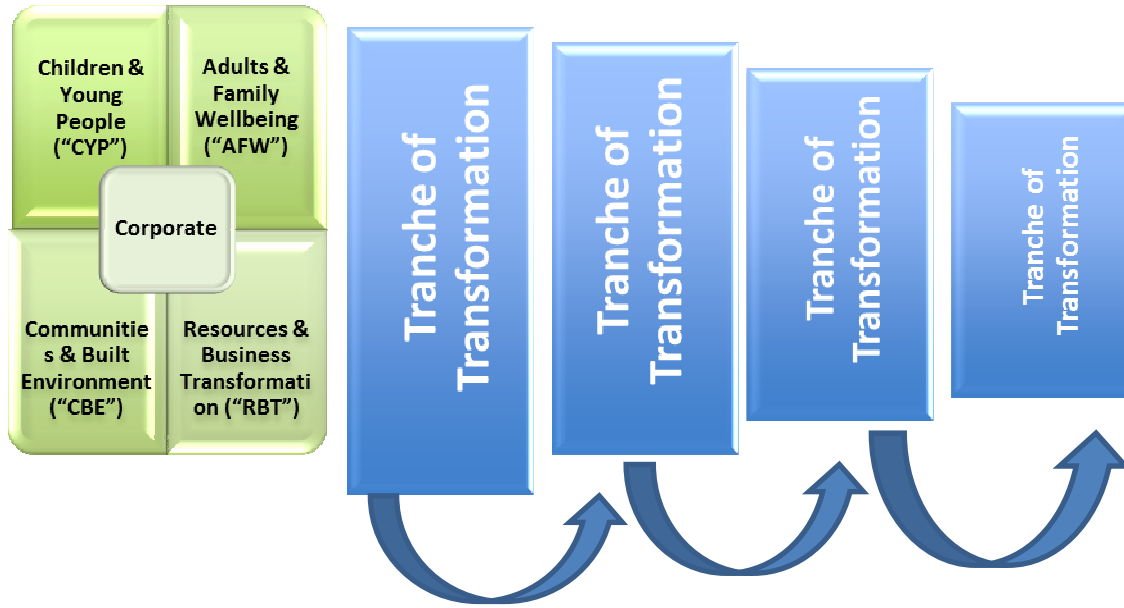 Children &
Young
People
(“CYP”)
Adults &
Family
Wellbeing
(“AFW”)
Corporate
Communitie
s & Built
Environment
(“CBE”)
Resources &
Business
Transformati
on (“RBT”)
Tranche of
Transformation
Tranche of
Transformation
Tranche of
Transformation
Tranche of
Transformation